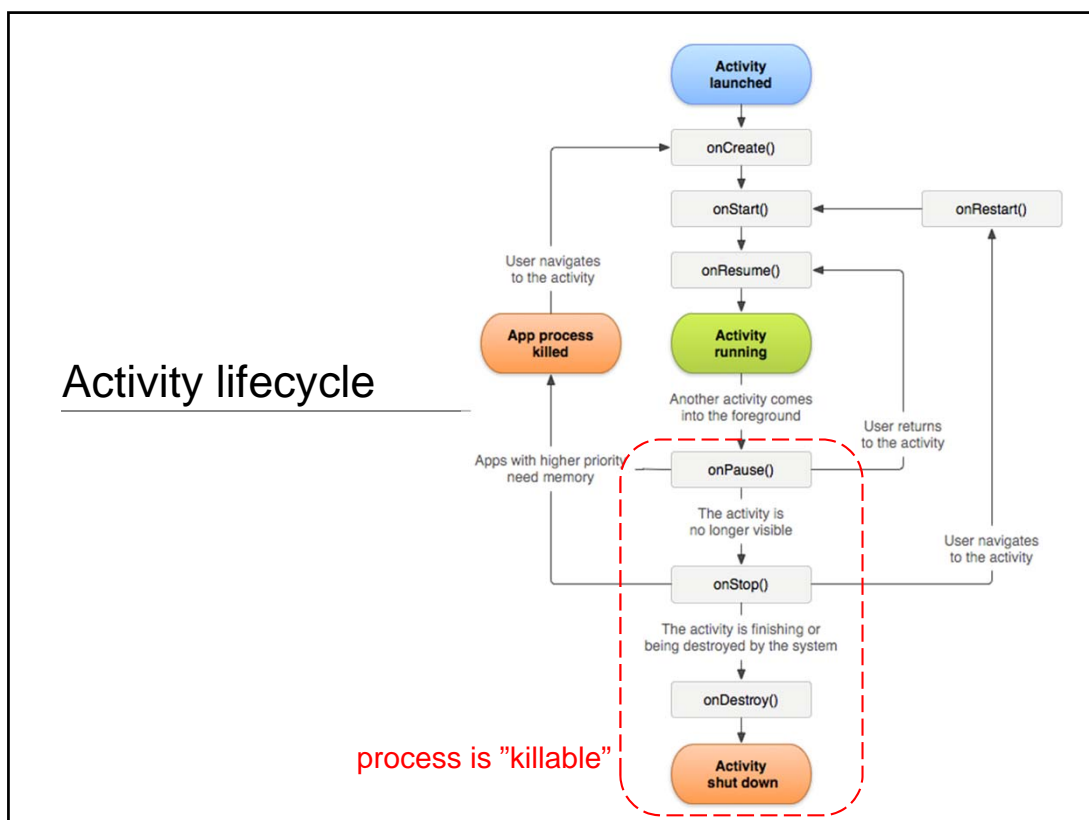 Activity
launched
onCreate()
onStart()
onRestart()
User navigates
to the activity
onResume()
App process
killed
Activity
running
Activity lifecycle
Another activity comes
into the foreground
User returns
to the activity
Apps with higher priority
need memory
onPause()
The activity is
no longer visible
User navigates
to the activity
onStop()
The activity is finishing or
being destroyed by the system
onDestroy()
process is ”killable”
Activity
shut down